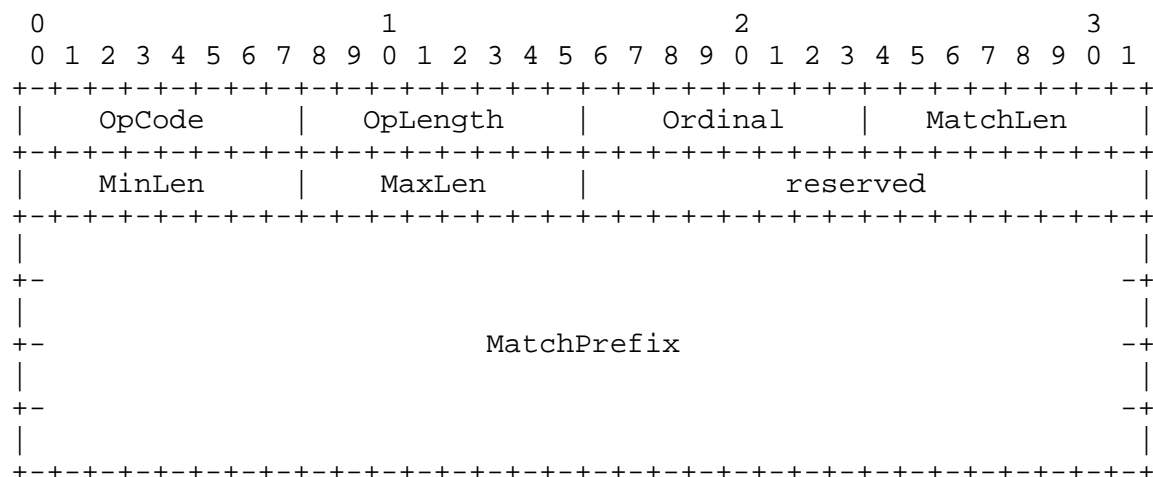 0                   1                   2                   3
 0 1 2 3 4 5 6 7 8 9 0 1 2 3 4 5 6 7 8 9 0 1 2 3 4 5 6 7 8 9 0 1
+-+-+-+-+-+-+-+-+-+-+-+-+-+-+-+-+-+-+-+-+-+-+-+-+-+-+-+-+-+-+-+-+
|    OpCode     |   OpLength    |    Ordinal    |   MatchLen    |
+-+-+-+-+-+-+-+-+-+-+-+-+-+-+-+-+-+-+-+-+-+-+-+-+-+-+-+-+-+-+-+-+
|    MinLen     |    MaxLen     |           reserved            |
+-+-+-+-+-+-+-+-+-+-+-+-+-+-+-+-+-+-+-+-+-+-+-+-+-+-+-+-+-+-+-+-+
|                                                               |
+-                                                             -+
|                                                               |
+-                         MatchPrefix                         -+
|                                                               |
+-                                                             -+
|                                                               |
+-+-+-+-+-+-+-+-+-+-+-+-+-+-+-+-+-+-+-+-+-+-+-+-+-+-+-+-+-+-+-+-+